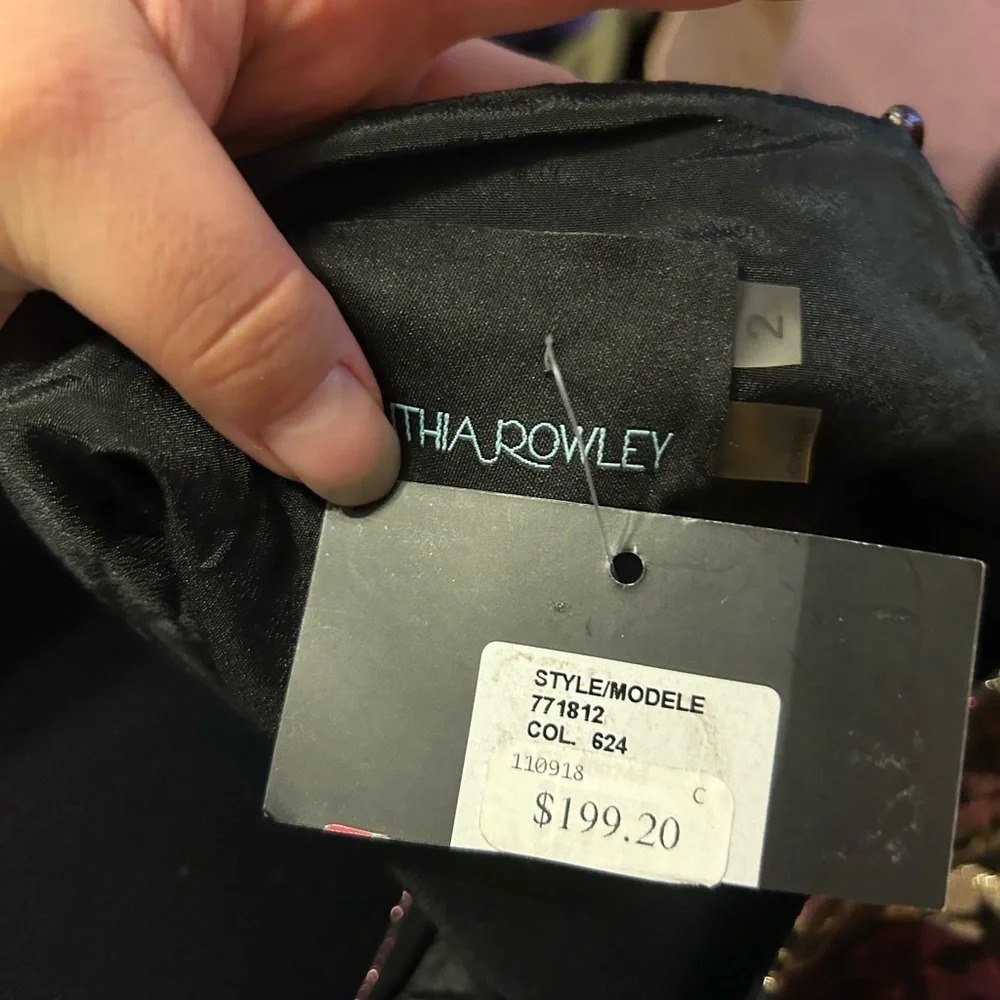 THIA ROWLEY
2
STYLE/MODELE
771812
COL. 624
110918
C
$199.20